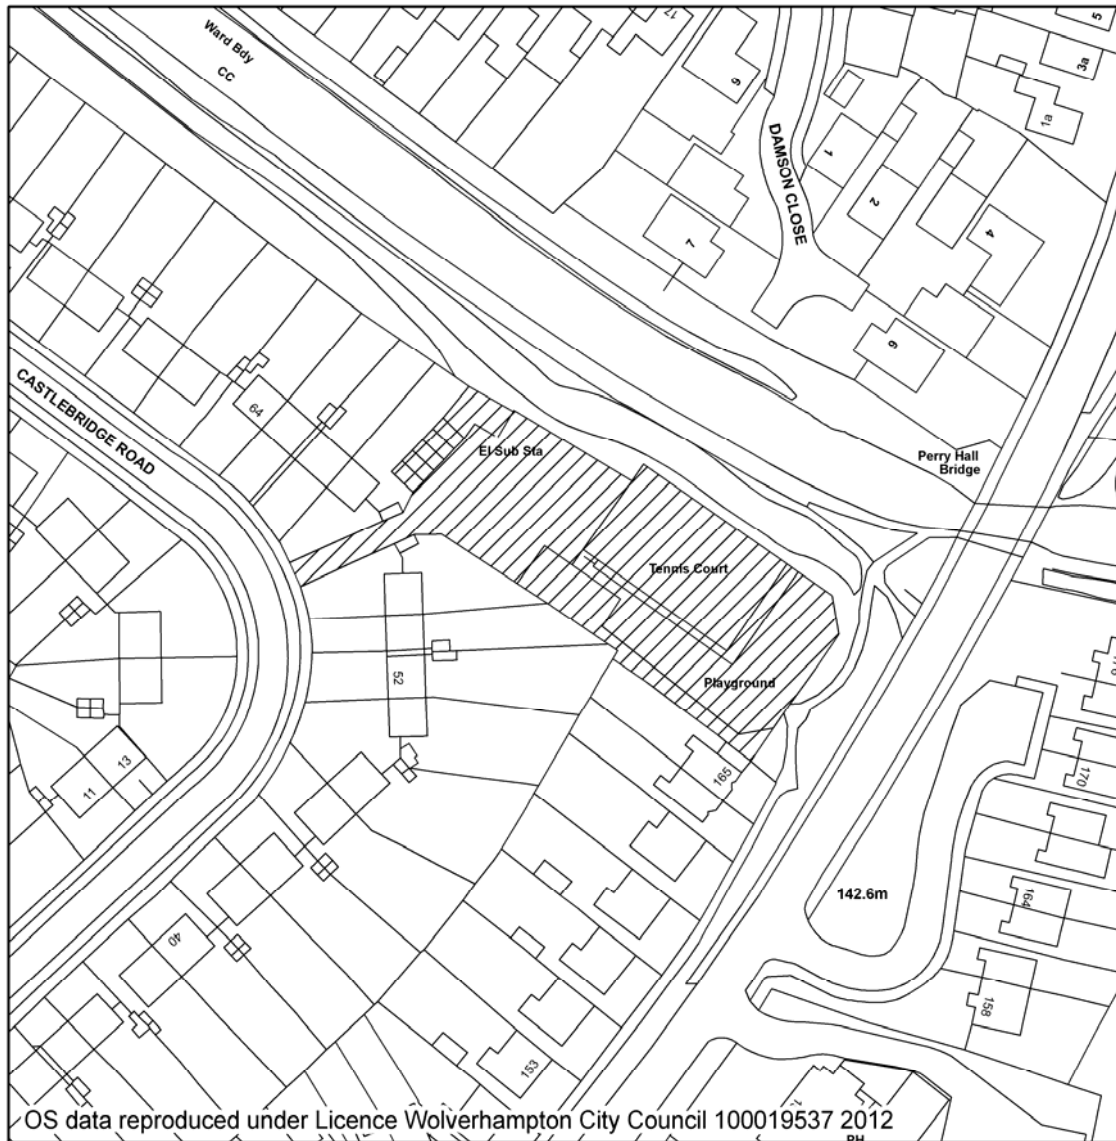 Ward Bdy
CC
17
9
5
3a
1a
DAMSON CLOSE
1
2
4
7
6
CASTLEBRIDGE ROAD
64
El Sub Sta
Perry Hall
Bridge
Tennis Court
52
Playground
13
11
165
170
142.6m
164
40
158
153
PH
OS data reproduced under Licence Wolverhampton City Council 100019537 2012